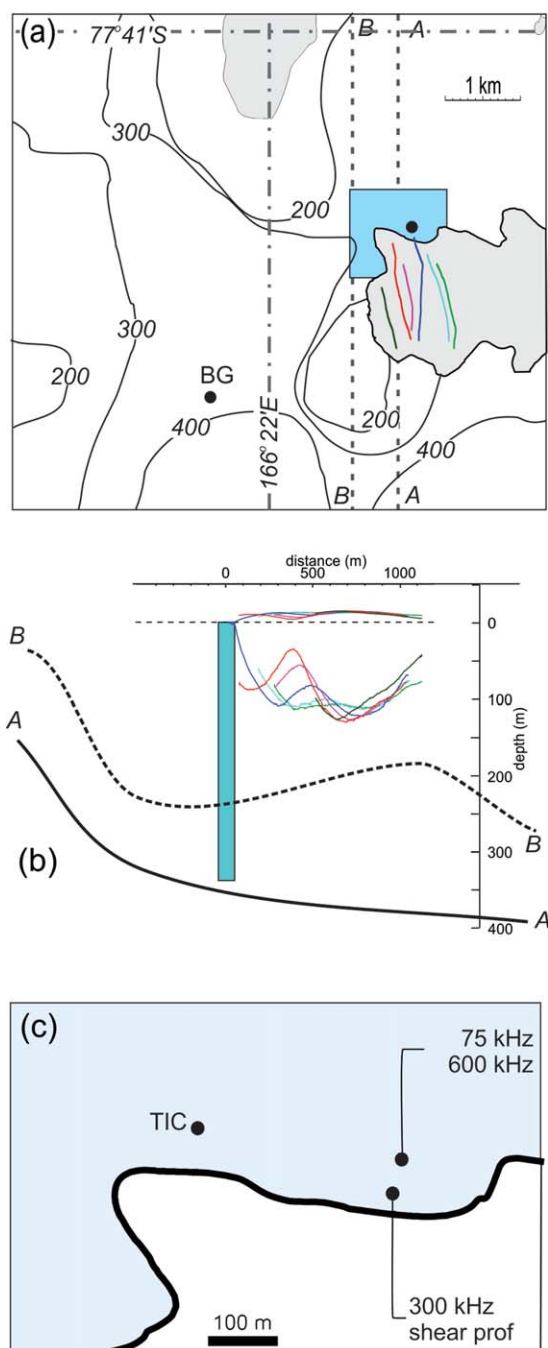 (a)
77°41'S
B
A
1 km
300
200
300
200
BG
400
166°22'E
200
400
B
A
distance (m)
0 500 1000
B
A
0
100
200
300
400
depth (m)
(b)
B
A
(c)
75 kHz
600 kHz
TIC
300 kHz
shear prof
100 m